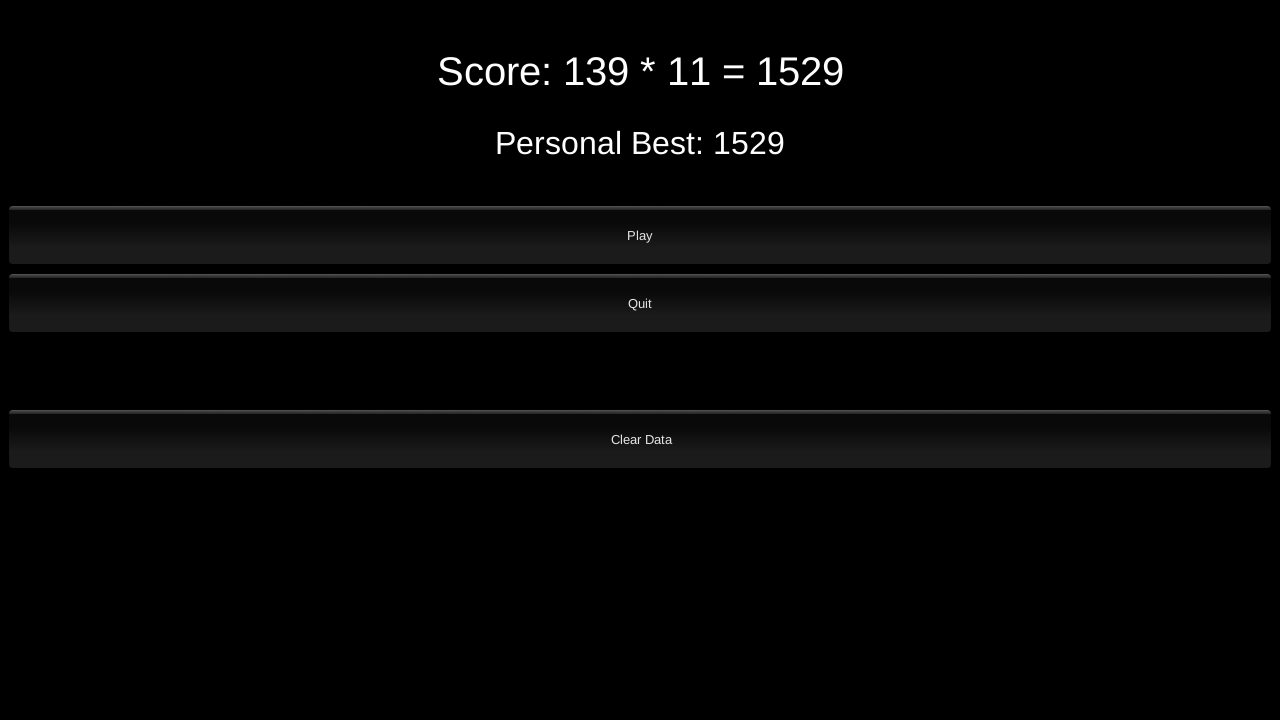 Score: 139 * 11 = 1529
Personal Best: 1529
Play
Quit
Clear Data